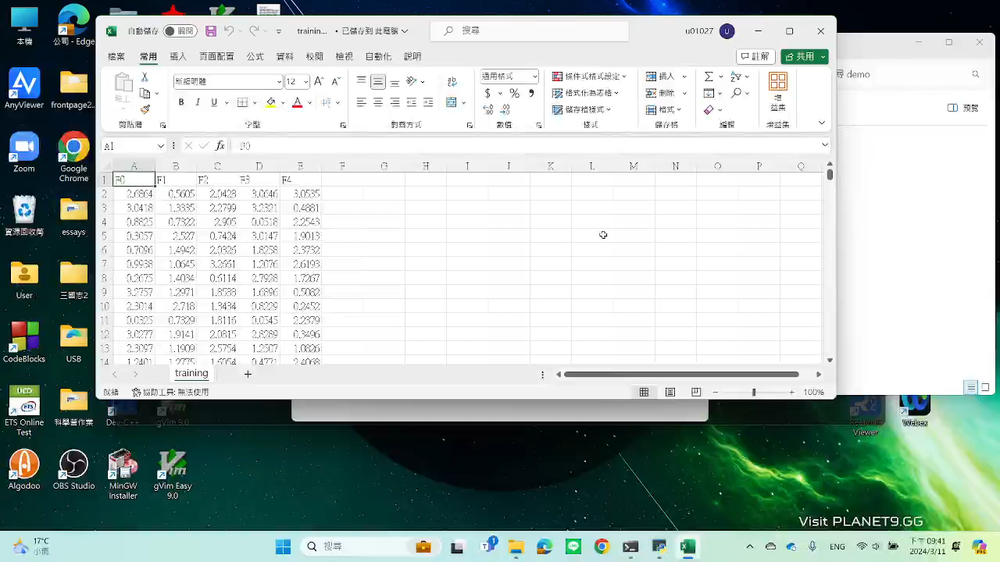 自動儲存 關閉 trainin... • 已儲存到 此電腦 搜尋 u01027 U
檔案 常用 插入 頁面配置 公式 資料 校閱 檢視 自動化 說明 註解 共用
新細明體 12 通用格式 條件式格式設定 插入
B I U $ % 格式化為表格 刪除 增益集
儲存格樣式 格式
剪貼簿 字型 對齊方式 數值 樣式 儲存格 編輯 增益集
A1 fx F0
A B C D E F G H I J K L M N O P Q
1 F0 F1 F2 F3 F4
2 2.6864 0.5605 2.0428 3.0646 3.0535
3 3.0418 1.3335 2.2799 3.2321 0.4881
4 0.8825 0.7322 2.905 0.0518 2.2543
5 0.3057 2.527 0.7424 3.0147 1.9013
6 0.7096 1.4942 2.0326 1.8258 2.3732
7 0.9938 1.0645 3.2661 1.2076 2.6193
8 0.2675 1.4034 0.6114 2.7928 1.7267
9 3.2757 1.2971 1.8588 1.6896 0.5062
10 2.3014 2.718 1.3434 0.8229 0.2452
11 0.0325 0.7329 1.8116 0.0545 2.2379
12 3.0277 1.9141 2.0815 2.8289 0.3496
13 2.3097 1.1909 2.5754 1.2507 1.0826
14 1.2401 1.2775 1.6054 0.4771 2.4068
training
就緒 協助工具: 無法使用 100%
demo
預覽
本機
公司 - Edge
AnyViewer
frontpage2...
Zoom
Google Chrome
資源回收筒
essays
User
三國志2
CodeBlocks
USB
ETS Online Test
科學習作業
Dev-C++
gVim 9.0
Viewer
Webex
Algodoo
OBS Studio
MinGW Installer
gVim Easy 9.0
Visit PLANET9.GG
17°C
小雨
搜尋
ENG
下午 09:41
2024/3/11